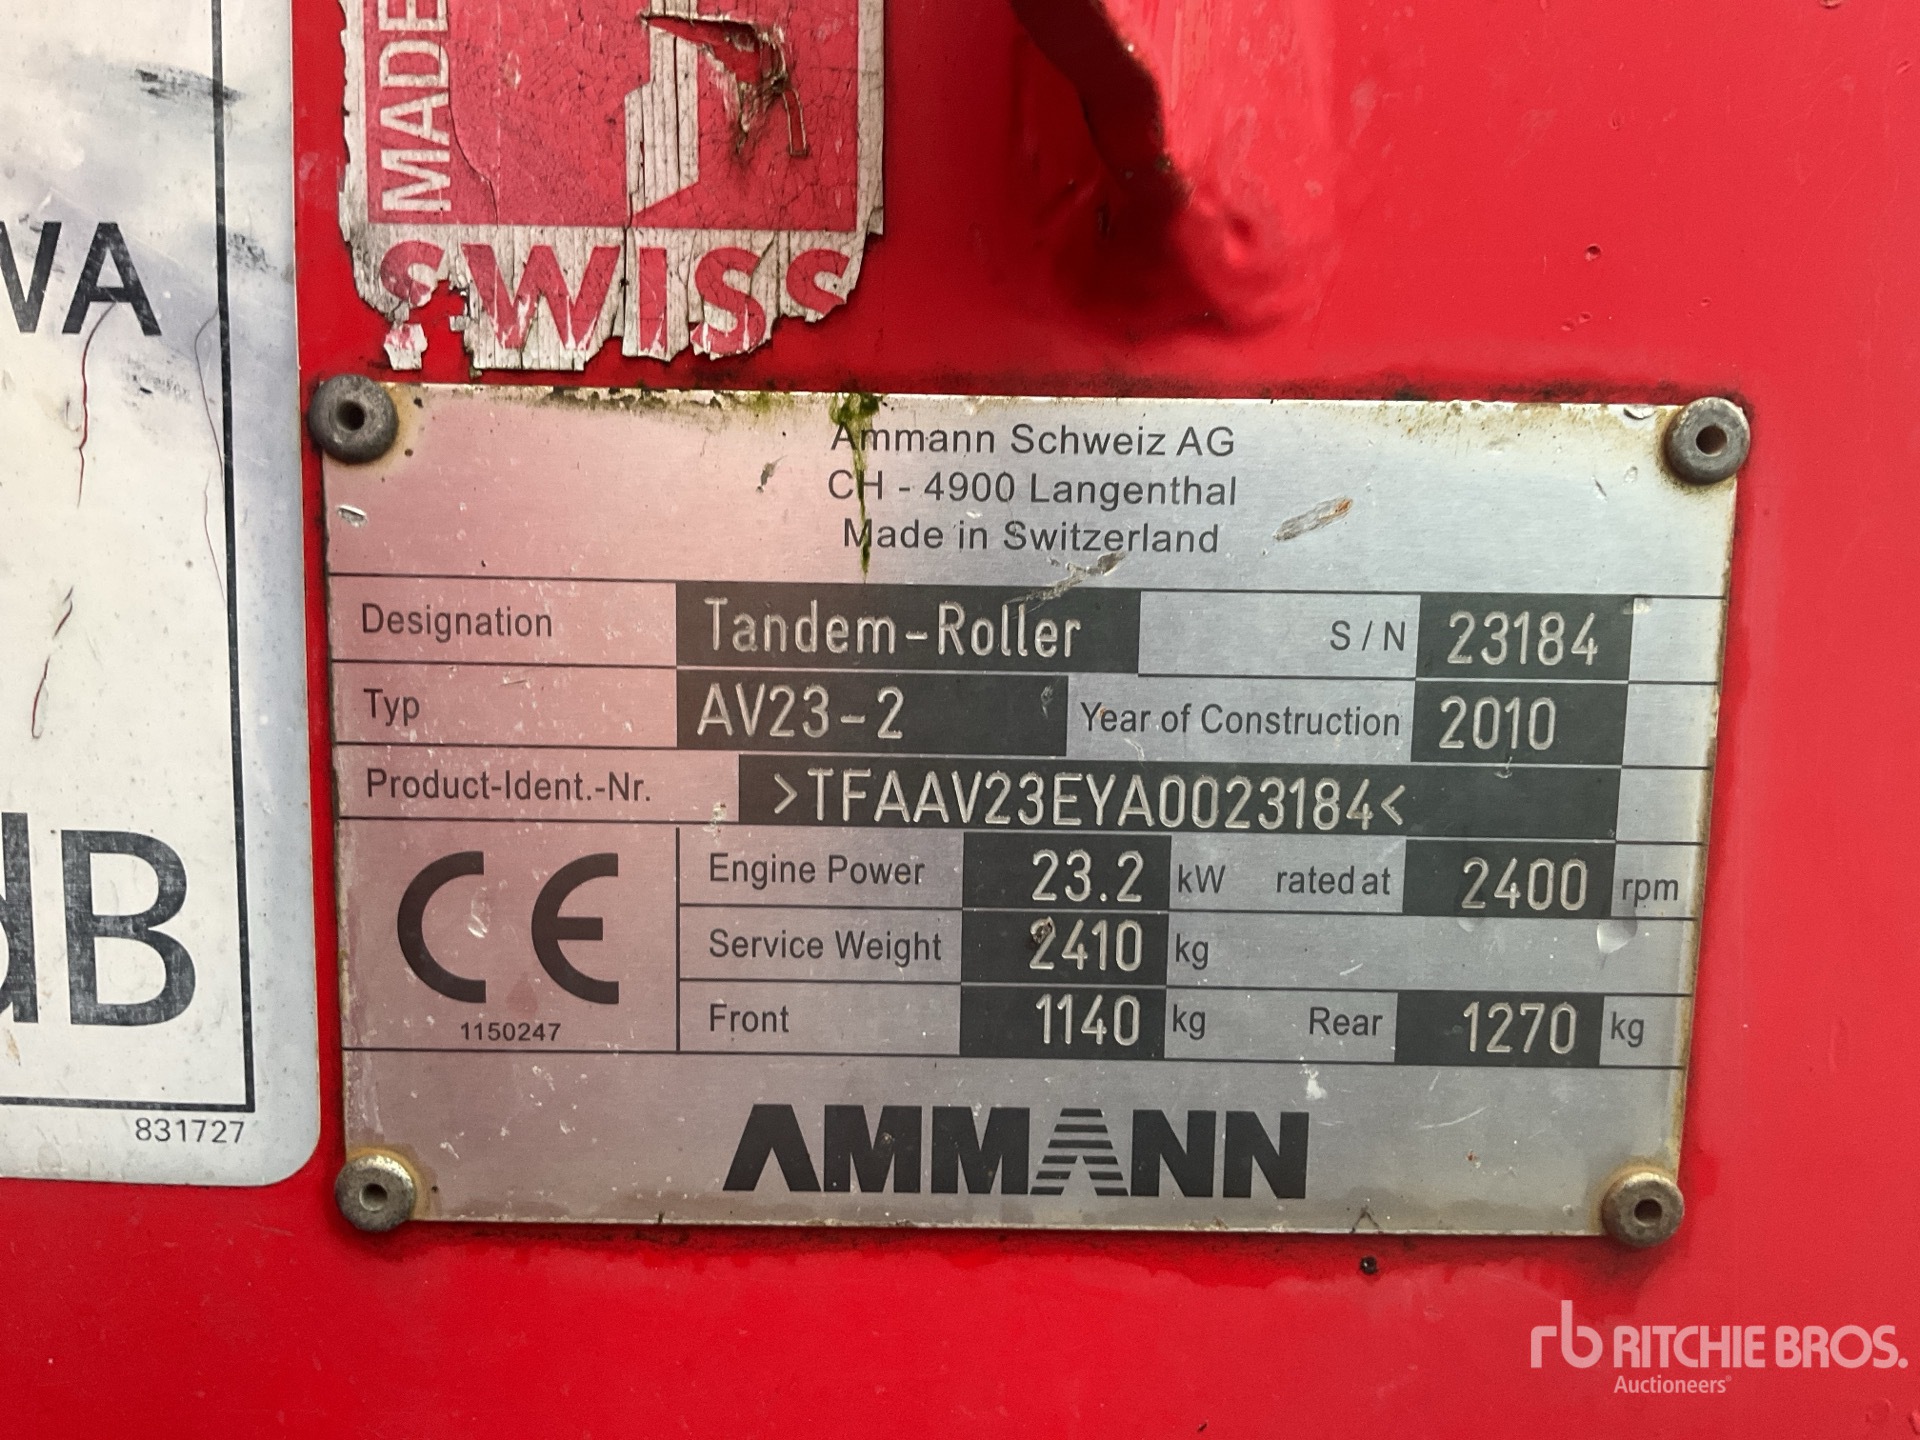 MADE
SWISS
WA
dB
831727
Ammann Schweiz AG
CH - 4900 Langenthal
Made in Switzerland
Designation Tandem-Roller S / N 23184
Typ AV23-2 Year of Construction 2010
Product-Ident.-Nr. >TFAAV23EYA0023184<
CE
1150247
Engine Power 23.2 kW rated at 2400 rpm
Service Weight 2410 kg
Front 1140 kg Rear 1270 kg
AMMANN
rb RITCHIE BROS.
Auctioneers